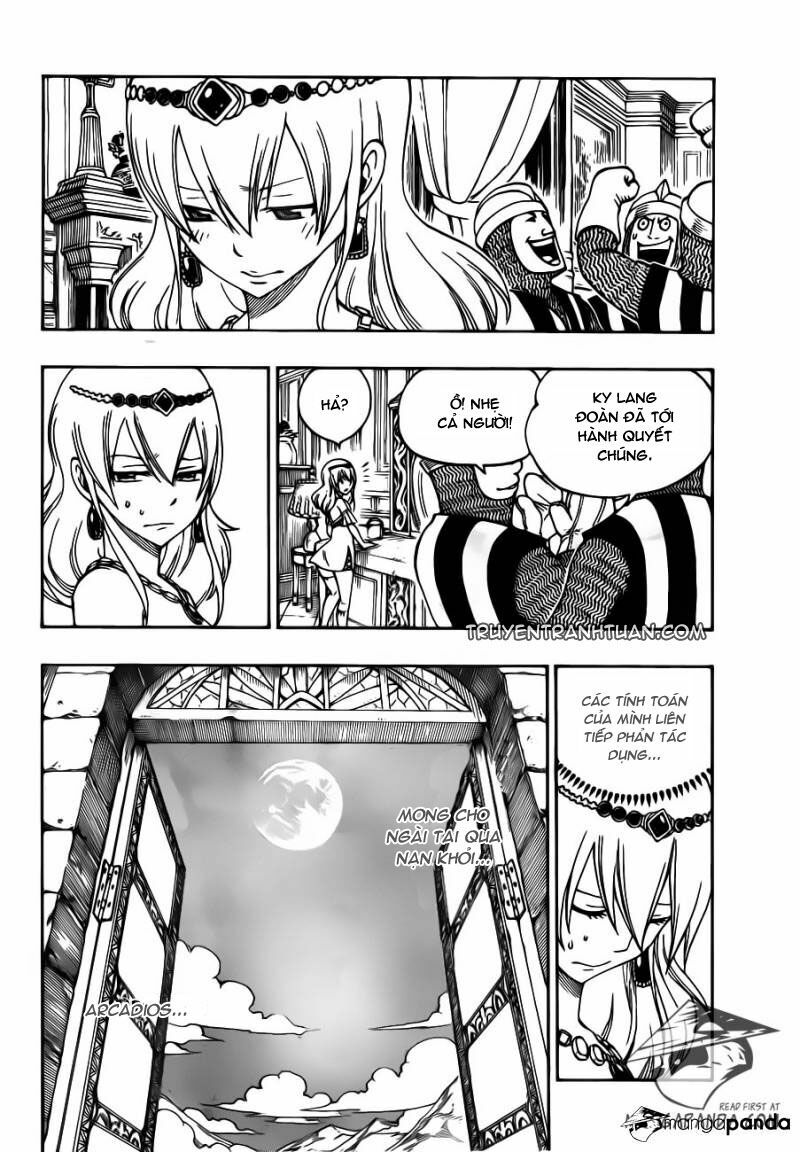 KỴ LANG
ĐOÀN ĐÃ TỚI
HÀNH QUYẾT
CHÚNG.
Ồ! NHẸ
CẢ NGƯỜI!
HẢ?
TRUYENTRANHTUAN.COM
CÁC TÍNH TOÁN
CỦA MÌNH LIÊN
TIẾP PHẢN TÁC
DỤNG...
MONG CHO
NGÀI TAI QUA
NẠN KHỎI...
ARCADIOS...
READ FIRST AT
mangapanda